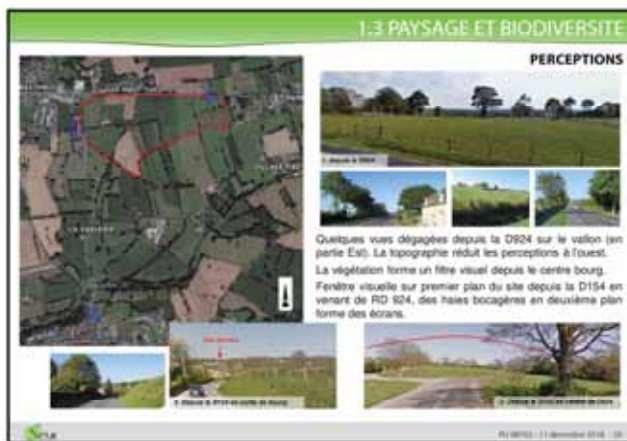 1.3 PAYSAGE ET BIODIVERSITE
PERCEPTIONS
Quelques vues dégagées depuis la D924 sur le vallon (en
partie Est). La topographie réduit les perceptions à l'ouest.
La végétation forme un filtre visuel depuis le centre bourg.
Fenêtre visuelle sur premier plan du site depuis la D154 en
venant de RD 924, des haies bocagères en deuxième plan
forme des écrans.